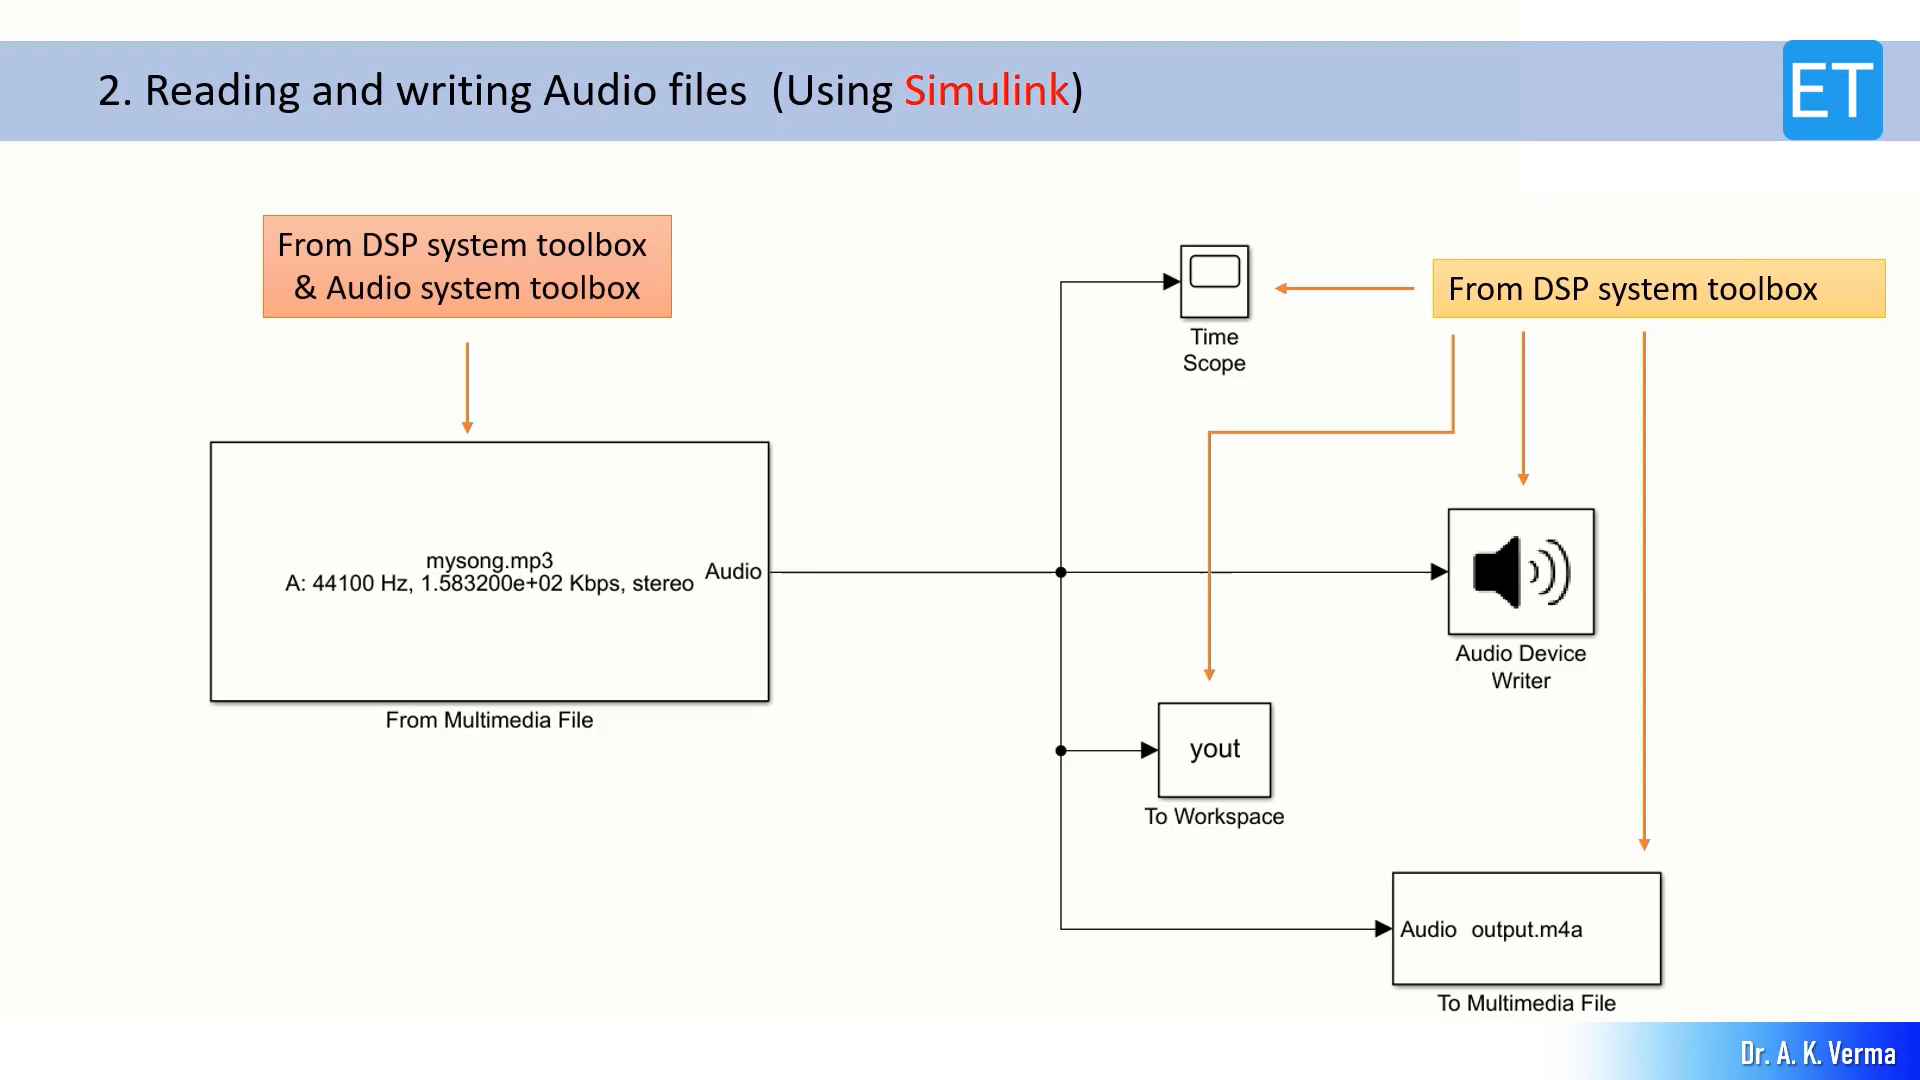 2. Reading and writing Audio files (Using Simulink)
ET
From DSP system toolbox
& Audio system toolbox
From DSP system toolbox
Time
Scope
mysong.mp3
A: 44100 Hz, 1.583200e+02 Kbps, stereo
Audio
From Multimedia File
Audio Device
Writer
yout
To Workspace
Audio output.m4a
To Multimedia File
Dr. A. K. Verma